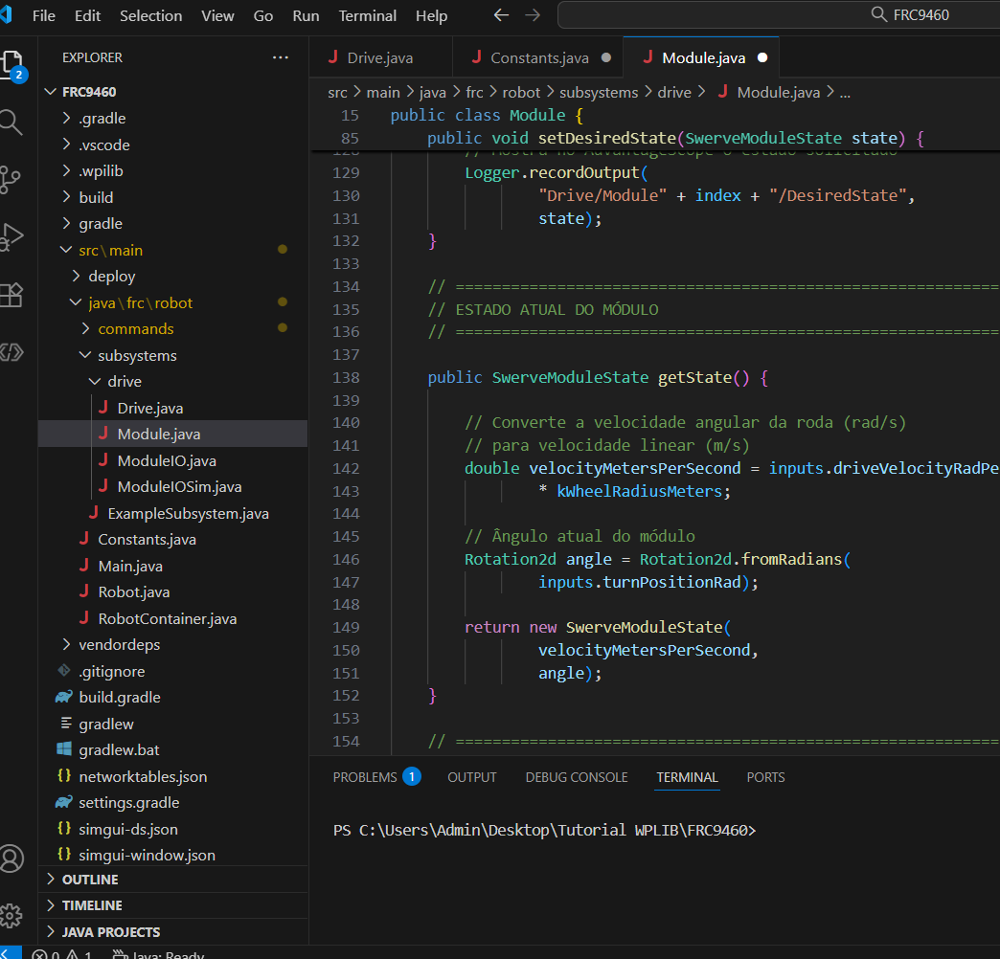 File Edit Selection View Go Run Terminal Help FRC9460
EXPLORER
2
FRC9460
.gradle
.vscode
.wpilib
build
gradle
src\main
deploy
java\frc\robot
commands
subsystems
drive
Drive.java
Module.java
ModuleIO.java
ModuleIOSim.java
ExampleSubsystem.java
Constants.java
Main.java
Robot.java
RobotContainer.java
vendordeps
.gitignore
build.gradle
gradlew
gradlew.bat
networktables.json
settings.gradle
simgui-ds.json
simgui-window.json
OUTLINE
TIMELINE
JAVA PROJECTS
Drive.java Constants.java Module.java
src > main > java > frc > robot > subsystems > drive > Module.java > ...
15 public class Module {
85 public void setDesiredState(SwerveModuleState state) {
128 // Mostra no AdvantageScope o estado solicitado
129 Logger.recordOutput(
130 "Drive/Module" + index + "/DesiredState",
131 state);
132 }
133
134 // ============================================================
135 // ESTADO ATUAL DO MÓDULO
136 // ============================================================
137
138 public SwerveModuleState getState() {
139
140 // Converte a velocidade angular da roda (rad/s)
141 // para velocidade linear (m/s)
142 double velocityMetersPerSecond = inputs.driveVelocityRadPe
143 * kWheelRadiusMeters;
144
145 // Ângulo atual do módulo
146 Rotation2d angle = Rotation2d.fromRadians(
147 inputs.turnPositionRad);
148
149 return new SwerveModuleState(
150 velocityMetersPerSecond,
151 angle);
152 }
153
154 // ============================================================
PROBLEMS 1 OUTPUT DEBUG CONSOLE TERMINAL PORTS
PS C:\Users\Admin\Desktop\Tutorial WPLIB\FRC9460>
0 1 Java: Ready